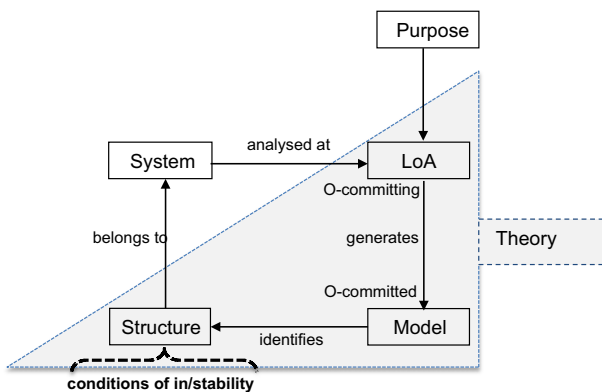 Purpose
analysed at
System
LoA
O-committing
belongs to
generates
Theory
O-committed
Structure
identifies
Model
conditions of in/stability